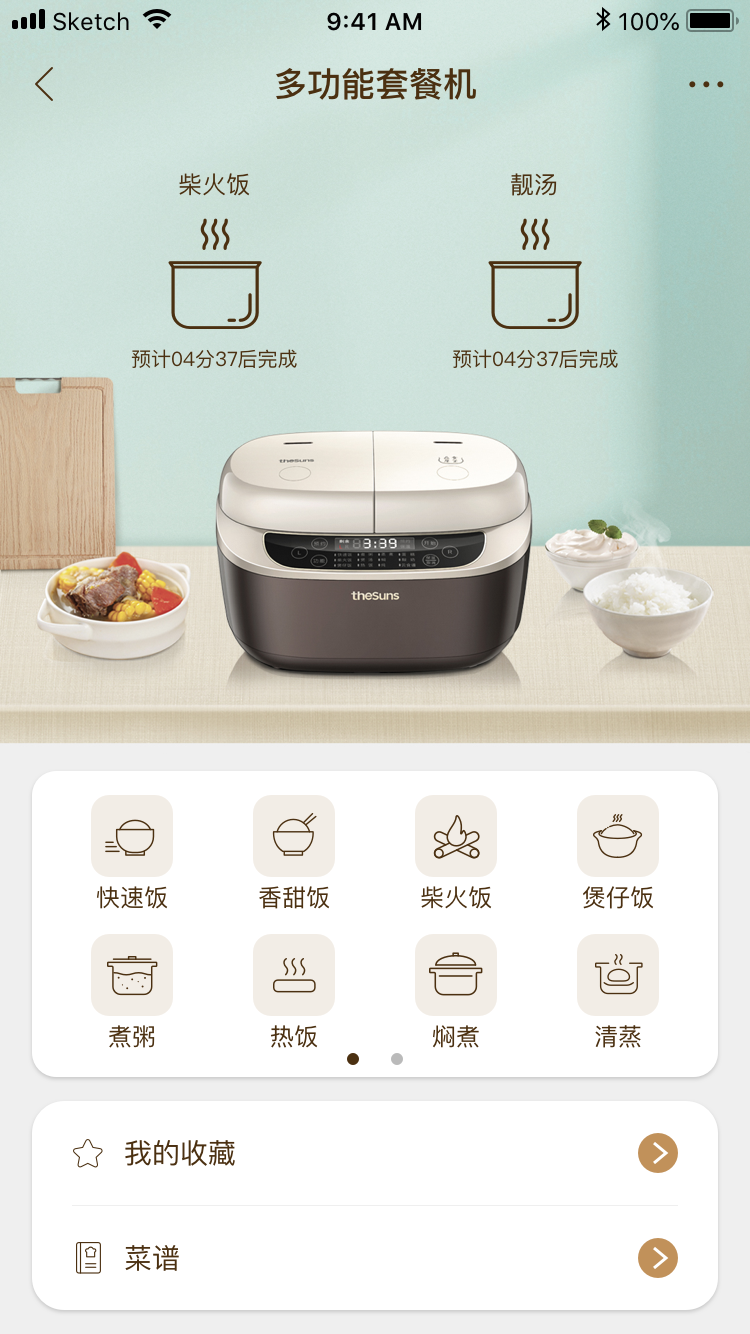 Sketch 9:41 AM 100%
多功能套餐机
柴火饭 靓汤
预计04分37后完成 预计04分37后完成
thesuns
3:39
L R
theSuns
快速饭 香甜饭 柴火饭 煲仔饭
煮粥 热饭 焖煮 清蒸
我的收藏
菜谱